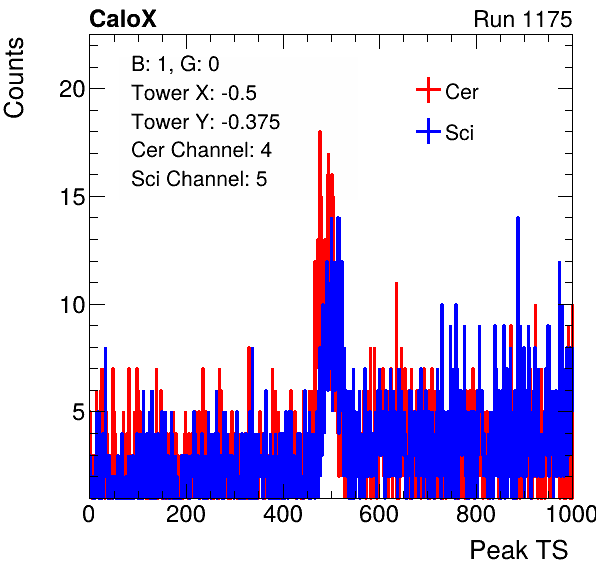 CaloX Run 1175
Counts
B: 1, G: 0
Tower X: -0.5
Tower Y: -0.375
Cer Channel: 4
Sci Channel: 5
Cer
Sci
20
15
10
5
0 200 400 600 800 1000
Peak TS